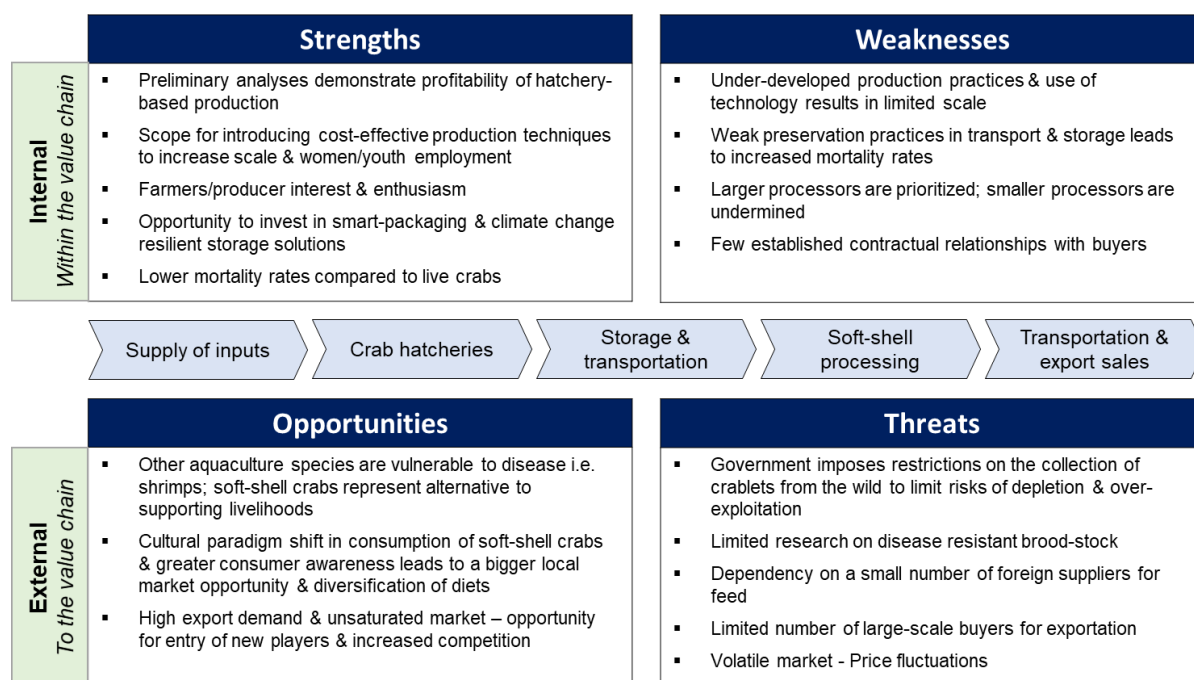 Strengths
Weaknesses
Internal
Within the value chain
▪ Preliminary analyses demonstrate profitability of hatchery-
based production
▪ Scope for introducing cost-effective production techniques
to increase scale & women/youth employment
▪ Farmers/producer interest & enthusiasm
▪ Opportunity to invest in smart-packaging & climate change
resilient storage solutions
▪ Lower mortality rates compared to live crabs
▪ Under-developed production practices & use of
technology results in limited scale
▪ Weak preservation practices in transport & storage leads
to increased mortality rates
▪ Larger processors are prioritized; smaller processors are
undermined
▪ Few established contractual relationships with buyers
Supply of inputs
Crab hatcheries
Storage &
transportation
Soft-shell
processing
Transportation &
export sales
Opportunities
Threats
External
To the value chain
▪ Other aquaculture species are vulnerable to disease i.e.
shrimps; soft-shell crabs represent alternative to
supporting livelihoods
▪ Cultural paradigm shift in consumption of soft-shell crabs
& greater consumer awareness leads to a bigger local
market opportunity & diversification of diets
▪ High export demand & unsaturated market – opportunity
for entry of new players & increased competition
▪ Government imposes restrictions on the collection of
crablets from the wild to limit risks of depletion & over-
exploitation
▪ Limited research on disease resistant brood-stock
▪ Dependency on a small number of foreign suppliers for
feed
▪ Limited number of large-scale buyers for exportation
▪ Volatile market - Price fluctuations